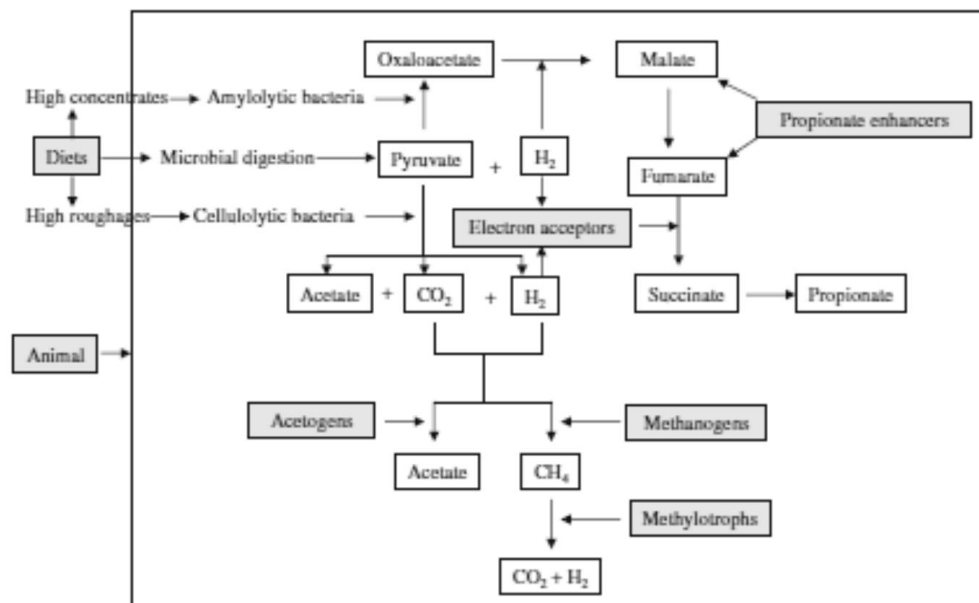 Oxaloacetate
Malate
High concentrates
Amylolytic bacteria
Propionate enhancers
Diets
Microbial digestion
Pyruvate
+
H₂
Fumarate
High roughages
Cellulolytic bacteria
Electron acceptors
Acetate + CO₂ + H₂
Succinate
Propionate
Animal
Acetogens
Methanogens
Acetate
CH₄
Methylotrophs
CO₂ + H₂